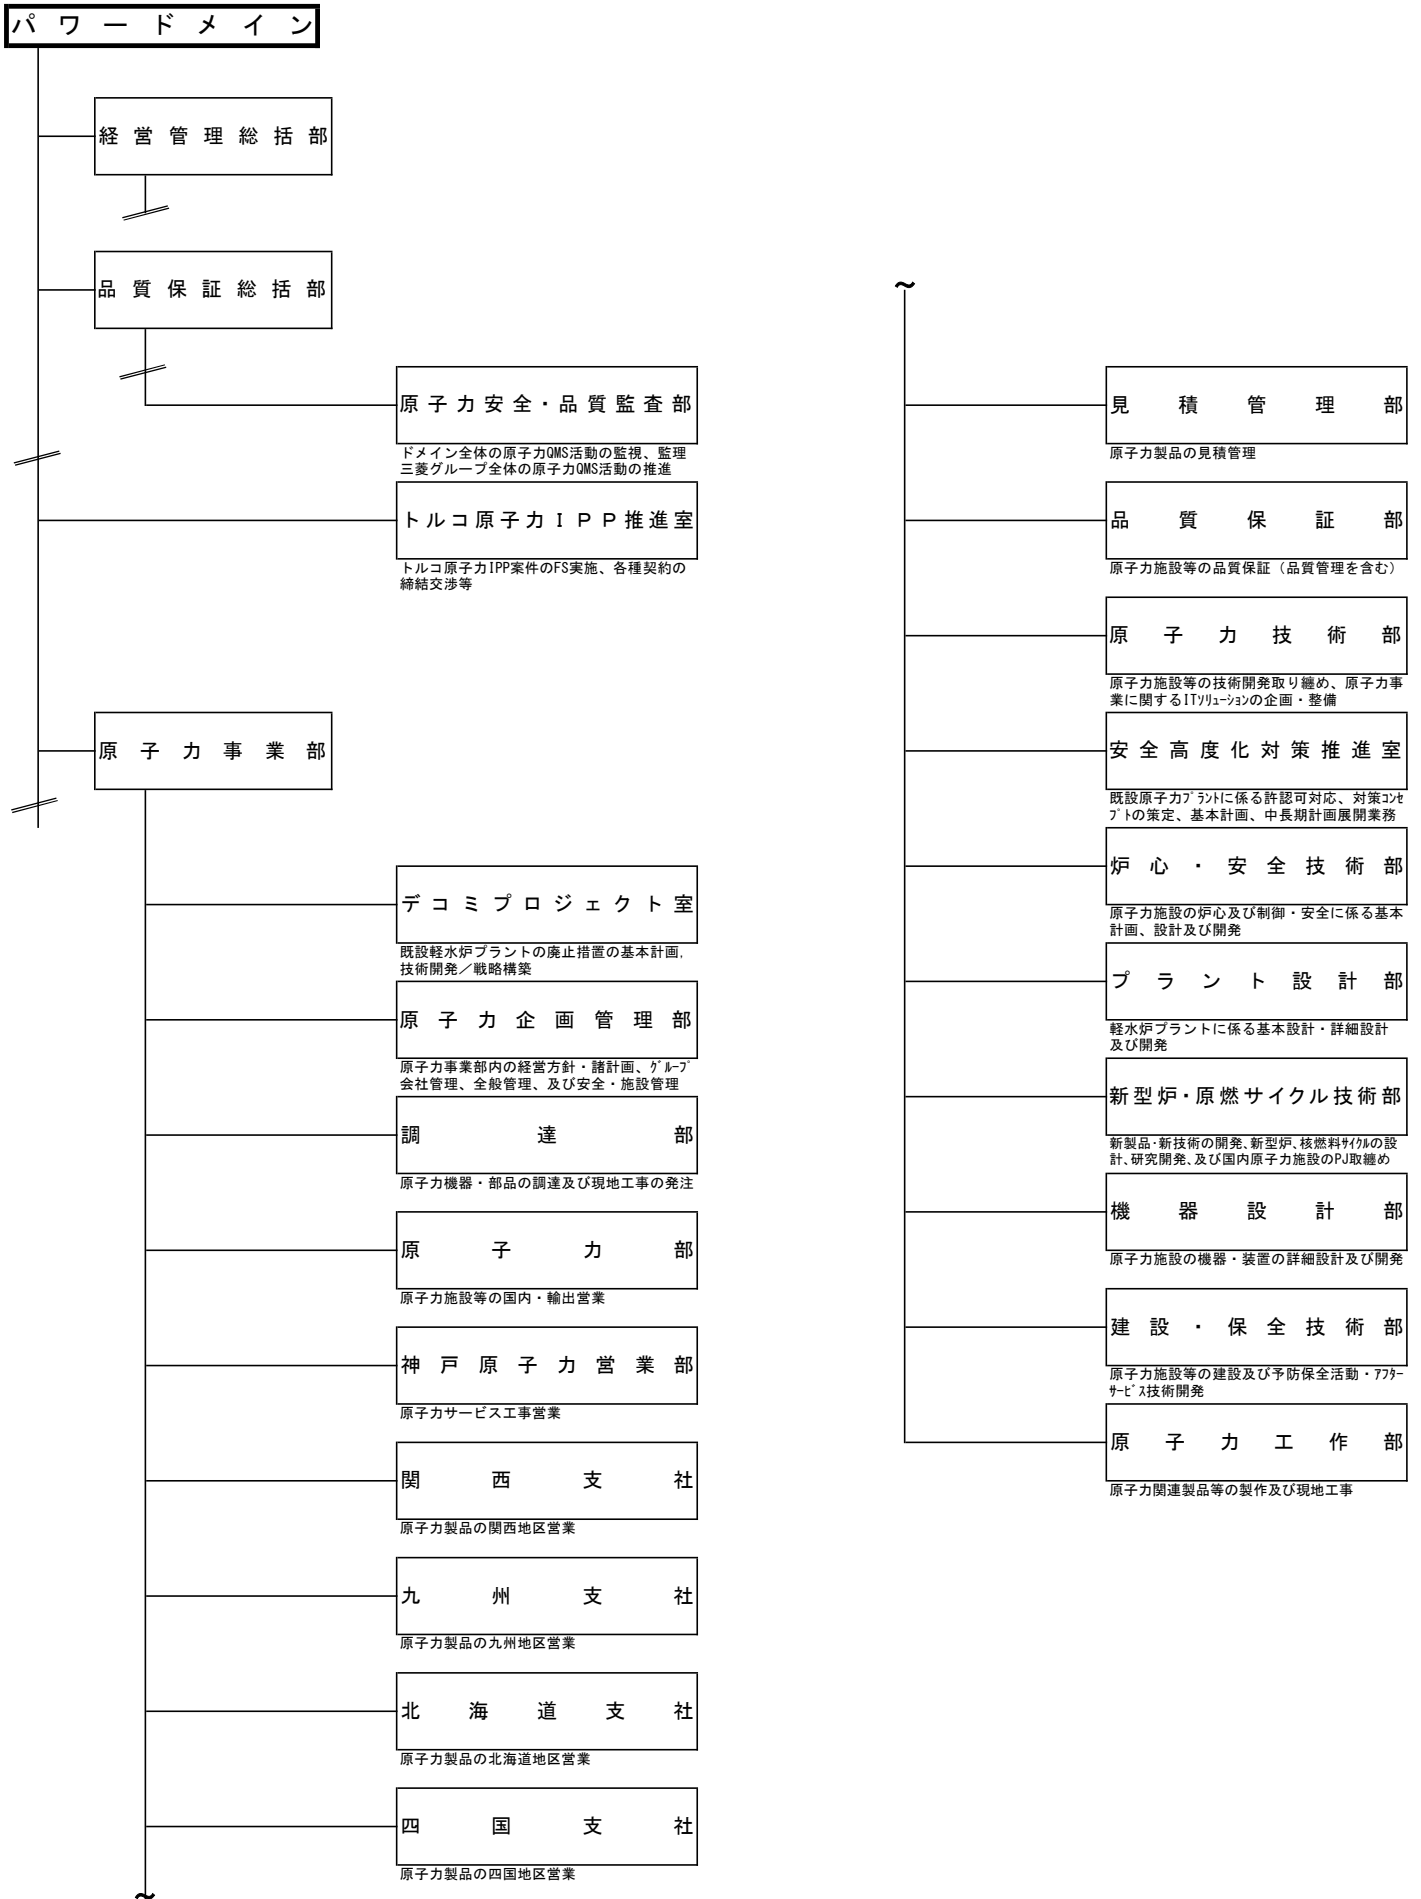 パワードメイン
経営管理総括部
品質保証総括部
原子力安全・品質監査部
ドメイン全体の原子力QMS活動の監視、監理
三菱グループ全体の原子力QMS活動の推進
トルコ原子力ＩＰＰ推進室
トルコ原子力IPP案件のFS実施、各種契約の
締結交渉等
原子力事業部
デコミプロジェクト室
既設軽水炉プラントの廃止措置の基本計画,
技術開発／戦略構築
原子力企画管理部
原子力事業部内の経営方針・諸計画、ｸﾞﾙｰﾌﾟ
会社管理、全般管理、及び安全・施設管理
調達部
原子力機器・部品の調達及び現地工事の発注
原子力部
原子力施設等の国内・輸出営業
神戸原子力営業部
原子力サービス工事営業
関西支社
原子力製品の関西地区営業
九州支社
原子力製品の九州地区営業
北海道支社
原子力製品の北海道地区営業
四国支社
原子力製品の四国地区営業
～
～
見積管理部
原子力製品の見積管理
品質保証部
原子力施設等の品質保証（品質管理を含む）
原子力技術部
原子力施設等の技術開発取り纏め、原子力事
業に関するITｿﾘｭｰｼｮﾝの企画・整備
安全高度化対策推進室
既設原子力ﾌﾟﾗﾝﾄに係る許認可対応、対策ｺﾝｾ
ﾌﾟﾄの策定、基本計画、中長期計画展開業務
炉心・安全技術部
原子力施設の炉心及び制御・安全に係る基本
計画、設計及び開発
プラント設計部
軽水炉プラントに係る基本設計・詳細設計
及び開発
新型炉・原燃サイクル技術部
新製品･新技術の開発､新型炉､核燃料ｻｲｸﾙの設
計､研究開発､及び国内原子力施設のPJ取纏め
機器設計部
原子力施設の機器・装置の詳細設計及び開発
建設・保全技術部
原子力施設等の建設及び予防保全活動・ｱﾌﾀｰ
ｻｰﾋﾞｽ技術開発
原子力工作部
原子力関連製品等の製作及び現地工事